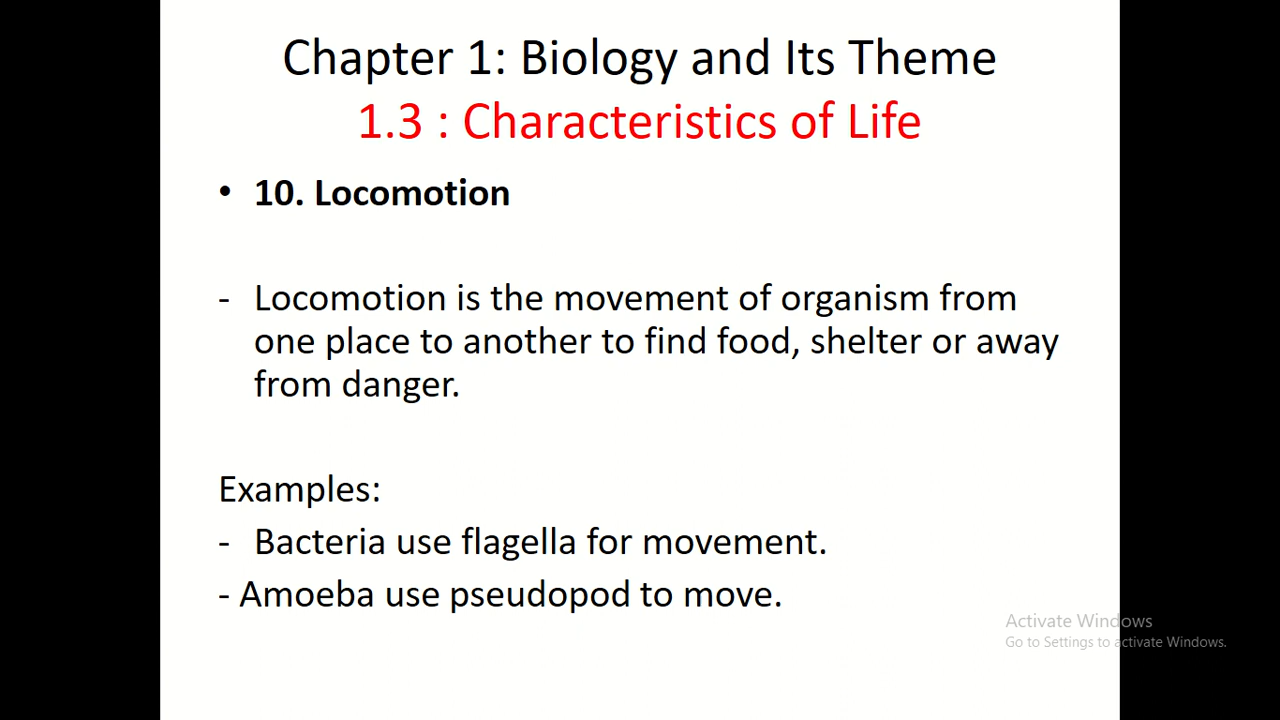 Chapter 1: Biology and Its Theme
1.3 : Characteristics of Life
• 10. Locomotion
- Locomotion is the movement of organism from
one place to another to find food, shelter or away
from danger.
Examples:
- Bacteria use flagella for movement.
- Amoeba use pseudopod to move.
Activate Windows
Go to Settings to activate Windows.